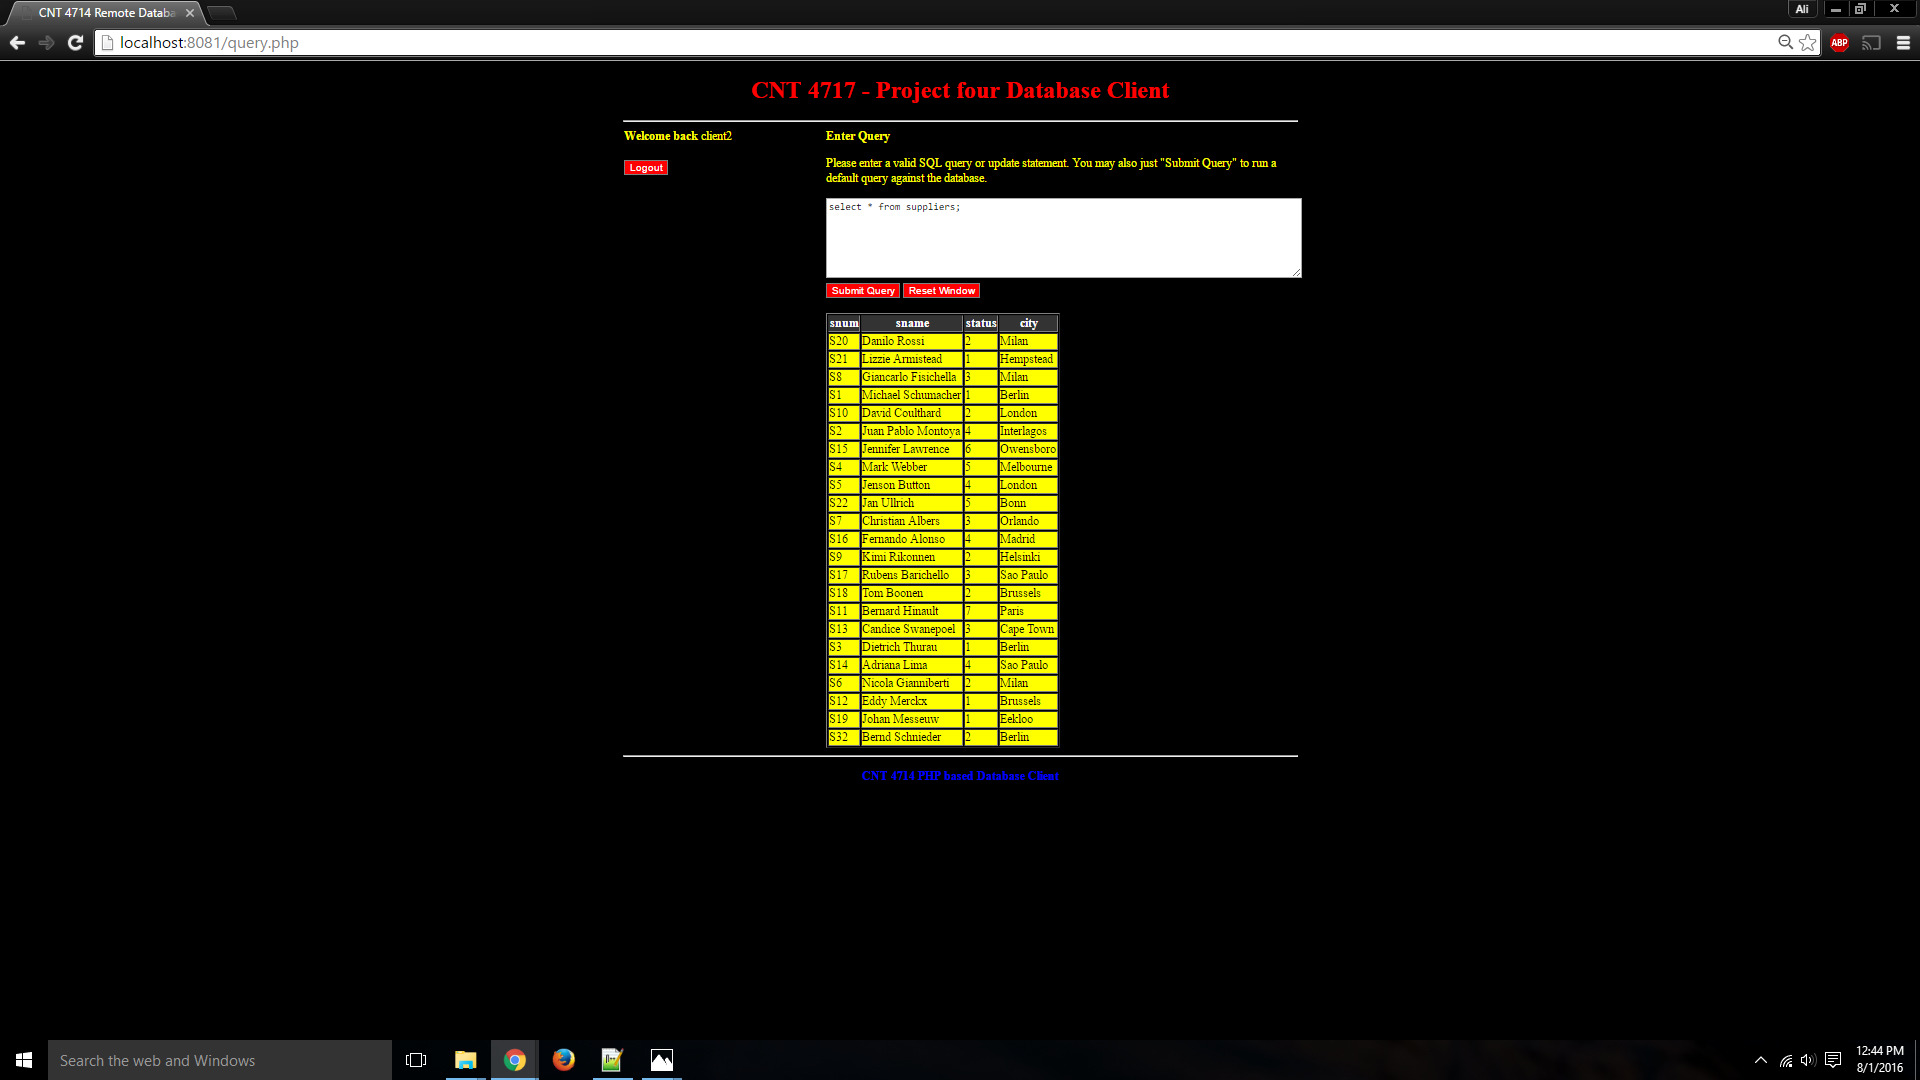 CNT 4714 Remote Databa
Ali
localhost:8081/query.php
ABP
CNT 4717 - Project four Database Client
Welcome back client2
Logout
Enter Query
Please enter a valid SQL query or update statement. You may also just "Submit Query" to run a
default query against the database.
select * from suppliers;
Submit Query Reset Window
snum sname status city
S20 Danilo Rossi 2 Milan
S21 Lizzie Armistead 1 Hempstead
S8 Giancarlo Fisichella 3 Milan
S1 Michael Schumacher 1 Berlin
S10 David Coulthard 2 London
S2 Juan Pablo Montoya 4 Interlagos
S15 Jennifer Lawrence 6 Owensboro
S4 Mark Webber 5 Melbourne
S5 Jenson Button 4 London
S22 Jan Ullrich 5 Bonn
S7 Christian Albers 3 Orlando
S16 Fernando Alonso 4 Madrid
S9 Kimi Rikonnen 2 Helsinki
S17 Rubens Barichello 3 Sao Paulo
S18 Tom Boonen 2 Brussels
S11 Bernard Hinault 7 Paris
S13 Candice Swanepoel 3 Cape Town
S3 Dietrich Thurau 1 Berlin
S14 Adriana Lima 4 Sao Paulo
S6 Nicola Gianniberti 2 Milan
S12 Eddy Merckx 1 Brussels
S19 Johan Messeuw 1 Eekloo
S32 Bernd Schnieder 2 Berlin
CNT 4714 PHP based Database Client
Search the web and Windows
12:44 PM
8/1/2016